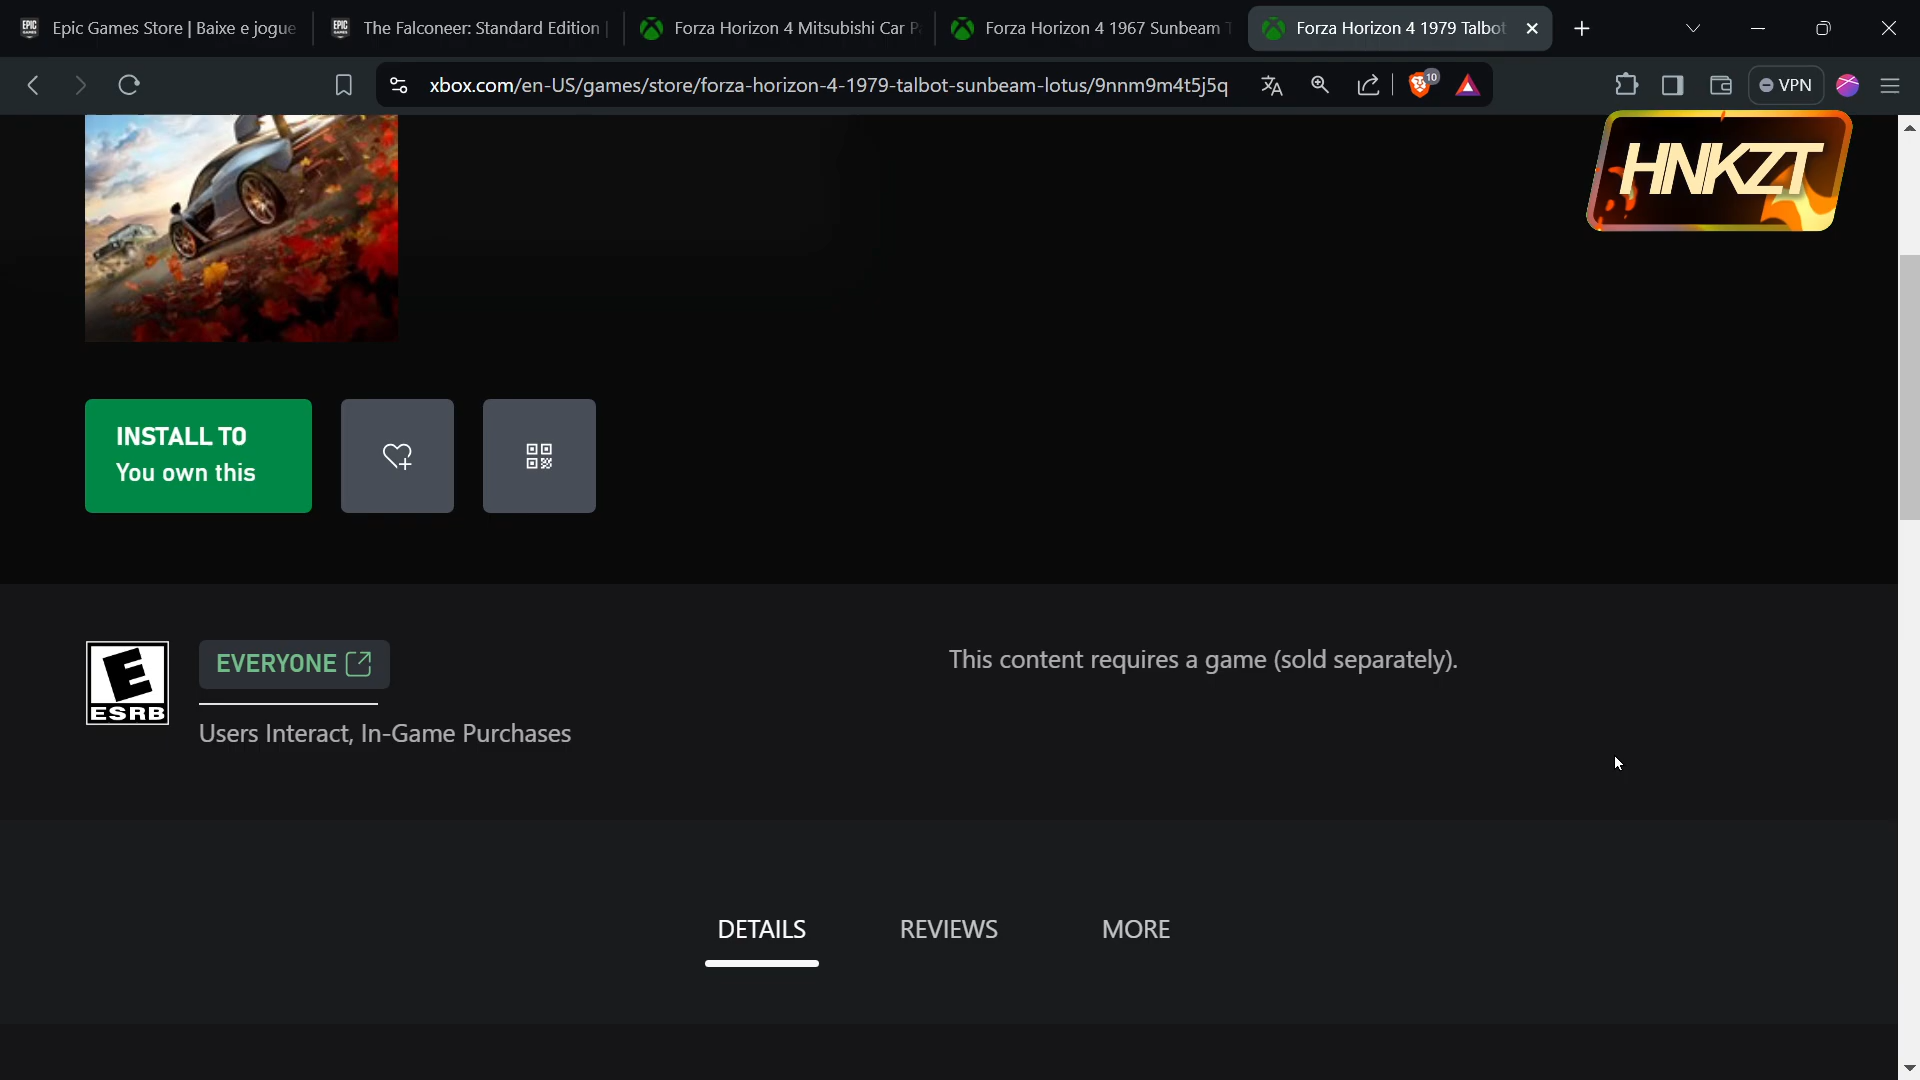 Epic Games Store | Baixe e jogue
The Falconeer: Standard Edition |
Forza Horizon 4 Mitsubishi Car P
Forza Horizon 4 1967 Sunbeam T
Forza Horizon 4 1979 Talbot
xbox.com/en-US/games/store/forza-horizon-4-1979-talbot-sunbeam-lotus/9nnm9m4t5j5q
10
VPN
HNKZT
INSTALL TO
You own this
E
ESRB
EVERYONE
Users Interact, In-Game Purchases
This content requires a game (sold separately).
DETAILS
REVIEWS
MORE